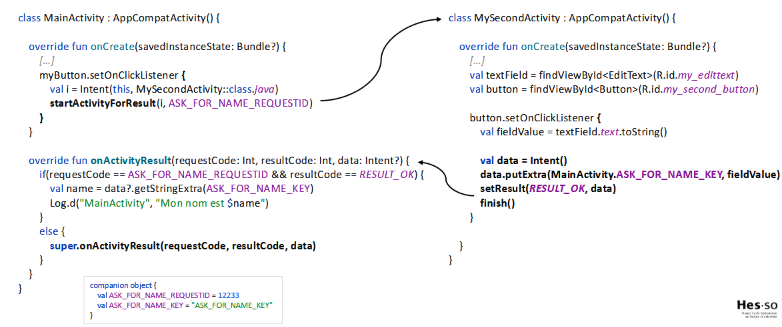 class MainActivity : AppCompatActivity() {
override fun onCreate(savedInstanceState: Bundle?) {
[...]
myButton.setOnClickListener {
val i = Intent(this, MySecondActivity::class.java)
startActivityForResult(i, ASK_FOR_NAME_REQUESTID)
}
}
override fun onActivityResult(requestCode: Int, resultCode: Int, data: Intent?) {
if(requestCode == ASK_FOR_NAME_REQUESTID && resultCode == RESULT_OK) {
val name = data?.getStringExtra(ASK_FOR_NAME_KEY)
Log.d("MainActivity", "Mon nom est $name")
}
else {
super.onActivityResult(requestCode, resultCode, data)
}
}
}
companion object {
val ASK_FOR_NAME_REQUESTID = 12233
val ASK_FOR_NAME_KEY = "ASK_FOR_NAME_KEY"
}
class MySecondActivity : AppCompatActivity() {
override fun onCreate(savedInstanceState: Bundle?) {
[...]
val textField = findViewById<EditText>(R.id.my_edittext)
val button = findViewById<Button>(R.id.my_second_button)
button.setOnClickListener {
val fieldValue = textField.text.toString()
val data = Intent()
data.putExtra(MainActivity.ASK_FOR_NAME_KEY, fieldValue)
setResult(RESULT_OK, data)
finish()
}
}
Hes·so